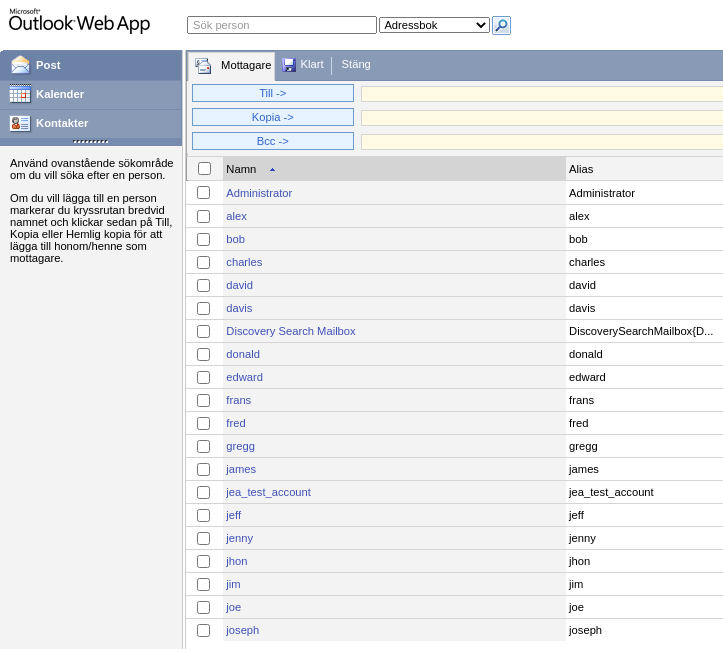 Microsoft®
Outlook Web App
Sök person
Adressbok
Post
Kalender
Kontakter
Använd ovanstående sökområde
om du vill söka efter en person.
Om du vill lägga till en person
markerar du kryssrutan bredvid
namnet och klickar sedan på Till,
Kopia eller Hemlig kopia för att
lägga till honom/henne som
mottagare.
Mottagare Klart Stäng
Till ->
Kopia ->
Bcc ->
Namn Alias
Administrator Administrator
alex alex
bob bob
charles charles
david david
davis davis
Discovery Search Mailbox DiscoverySearchMailbox{D...
donald donald
edward edward
frans frans
fred fred
gregg gregg
james james
jea_test_account jea_test_account
jeff jeff
jenny jenny
jhon jhon
jim jim
joe joe
joseph joseph